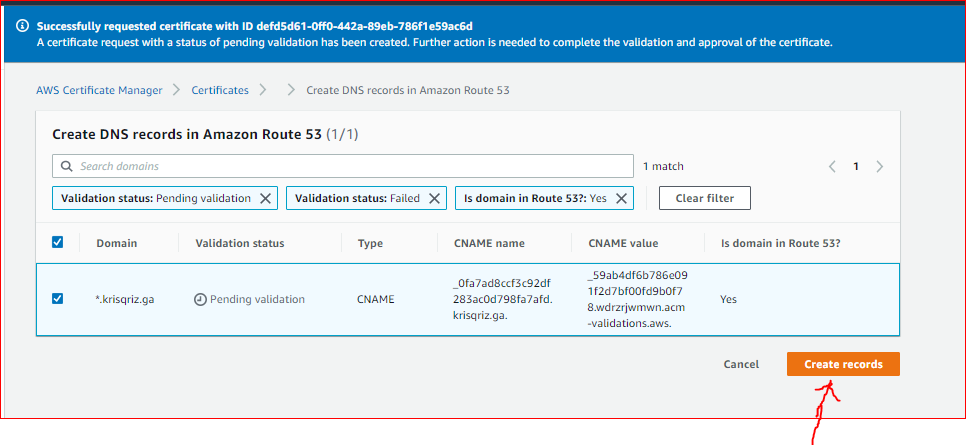 Successfully requested certificate with ID defd5d61-0ff0-442a-89eb-786f1e59ac6d
A certificate request with a status of pending validation has been created. Further action is needed to complete the validation and approval of the certificate.
AWS Certificate Manager > Certificates > > Create DNS records in Amazon Route 53
Create DNS records in Amazon Route 53 (1/1)
Search domains
1 match
1
Validation status: Pending validation
Validation status: Failed
Is domain in Route 53?: Yes
Clear filter
Domain
Validation status
Type
CNAME name
CNAME value
Is domain in Route 53?
*.krisqriz.ga
Pending validation
CNAME
_0fa7ad8ccf3c92df
283ac0d798fa7afd.
krisqriz.ga.
_59ab4df6b786e09
1f2d7bf00fd9b0f7
8.wdrzrjwmwn.acm
-validations.aws.
Yes
Cancel
Create records